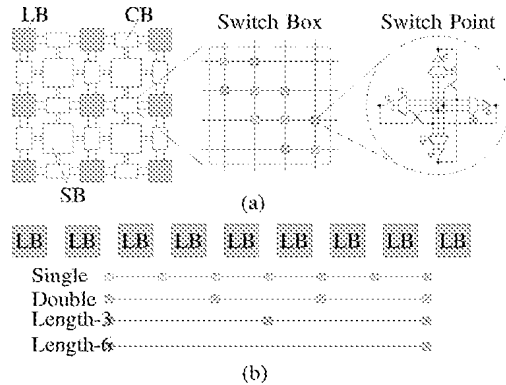 LB CB Switch Box Switch Point
SB
(a)
LB LB LB LB LB LB LB LB LB
Single
Double
Length-3
Length-6
(b)